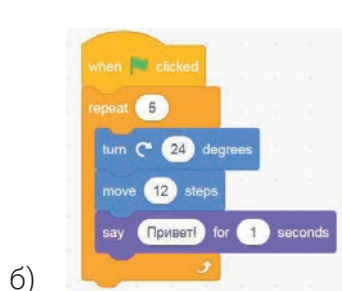 when clicked
repeat 5
turn 24 degrees
move 12 steps
say Привет! for 1 seconds
б)